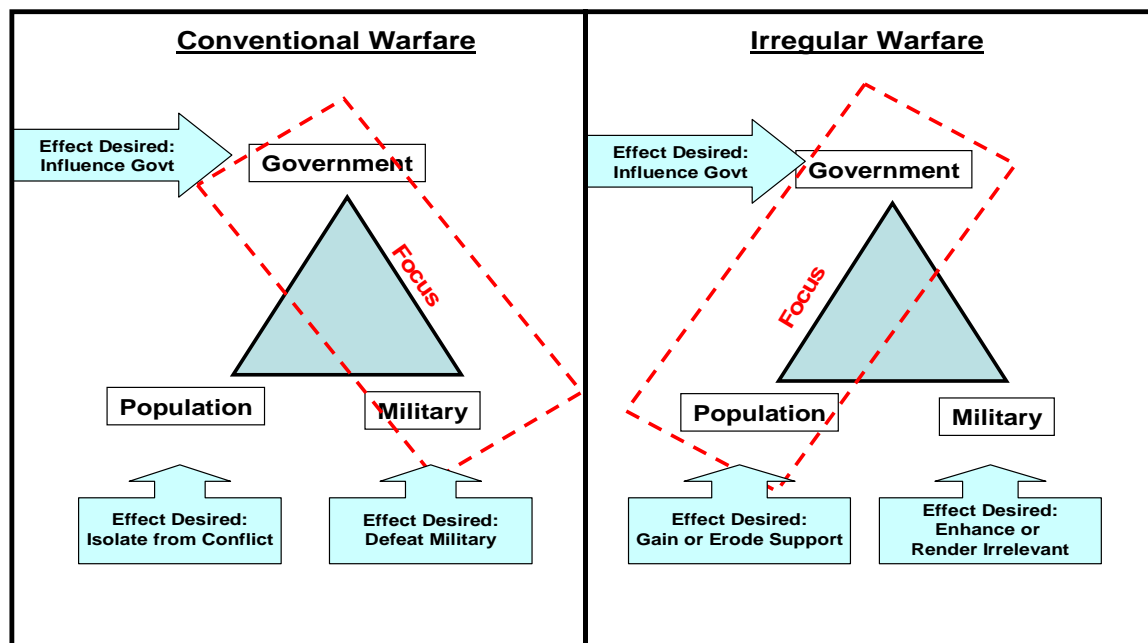 Conventional Warfare
Effect Desired:
Influence Govt
Government
Focus
Population
Military
Effect Desired:
Isolate from Conflict
Effect Desired:
Defeat Military
Irregular Warfare
Effect Desired:
Influence Govt
Government
Focus
Population
Military
Effect Desired:
Gain or Erode Support
Effect Desired:
Enhance or
Render Irrelevant